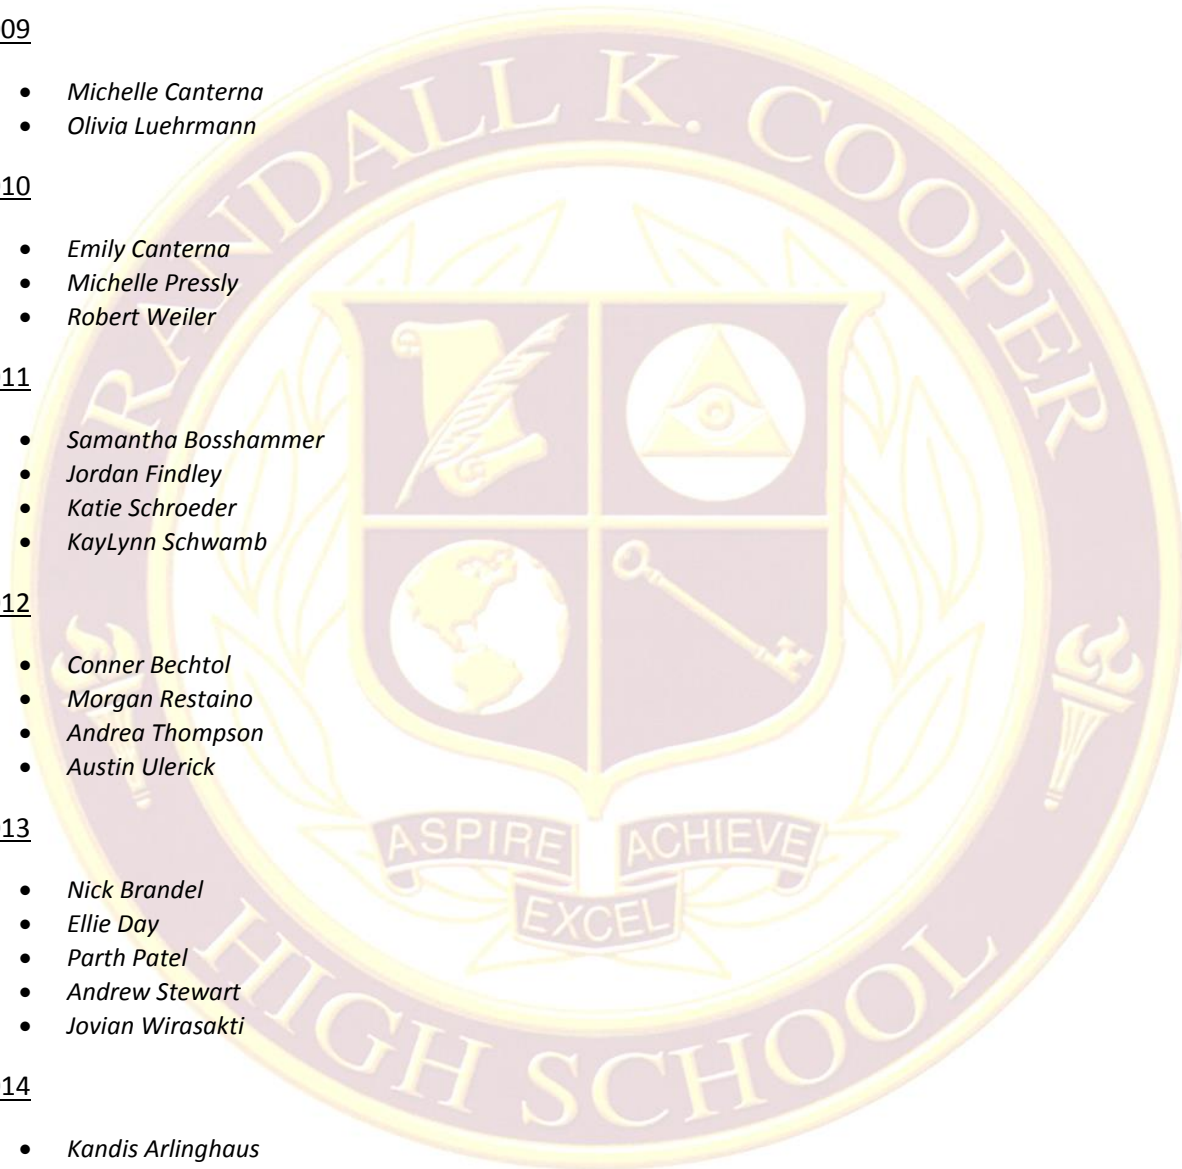 09
• Michelle Canterna
• Olivia Luehrmann
10
• Emily Canterna
• Michelle Pressly
• Robert Weiler
11
• Samantha Bosshammer
• Jordan Findley
• Katie Schroeder
• KayLynn Schwamb
12
• Conner Bechtol
• Morgan Restaino
• Andrea Thompson
• Austin Ulerick
13
• Nick Brandel
• Ellie Day
• Parth Patel
• Andrew Stewart
• Jovian Wirasakti
14
• Kandis Arlinghaus
RANDALL K. COOPER
ASPIRE ACHIEVE
EXCEL
HIGH SCHOOL